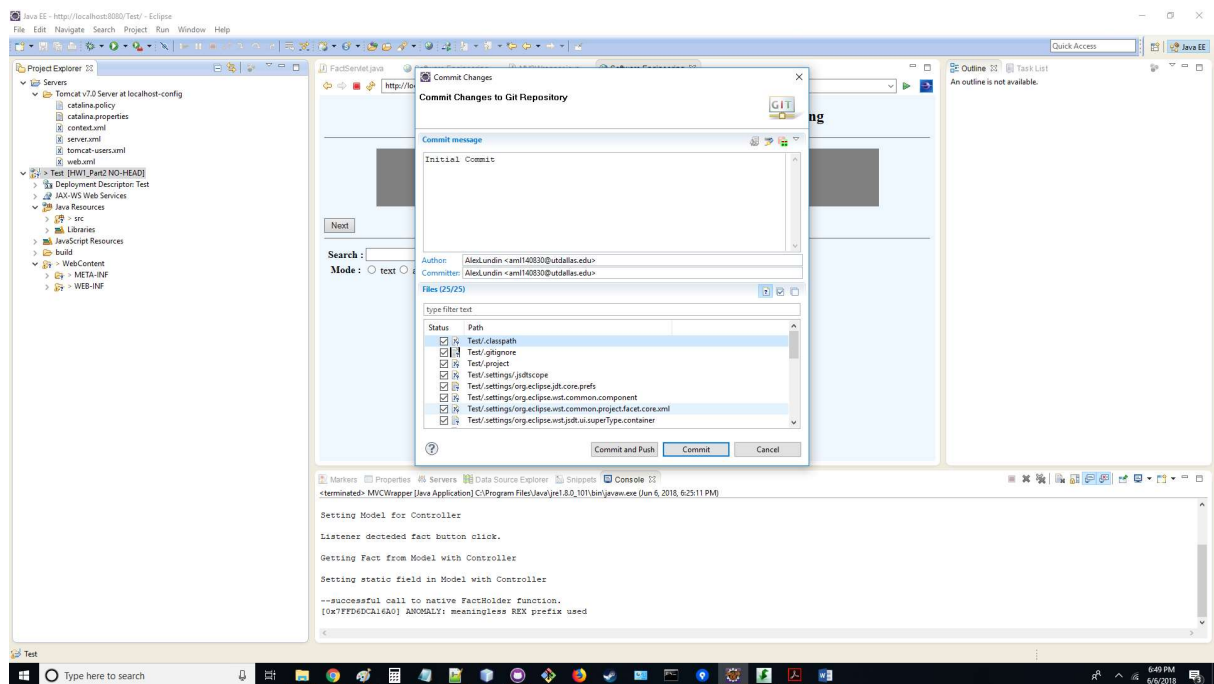 Java EE - http://localhost:8080/Test/ - Eclipse
File Edit Navigate Search Project Run Window Help
Quick Access
Java EE
Project Explorer
Servers
Tomcat v7.0 Server at localhost-config
catalina.policy
catalina.properties
context.xml
server.xml
tomcat-users.xml
web.xml
> Test [HW1_Part2 NO-HEAD]
Deployment Descriptor: Test
JAX-WS Web Services
Java Resources
> src
Libraries
JavaScript Resources
build
> WebContent
> META-INF
> WEB-INF
FactServlet.java
http://lo
ng
Next
Search :
Mode : text
Commit Changes
Commit Changes to Git Repository
GIT
Commit message
Initial Commit
Author: AlexLundin <aml140830@utdallas.edu>
Committer: AlexLundin <aml140830@utdallas.edu>
Files (25/25)
type filter text
Status Path
Test/.classpath
Test/.gitignore
Test/.project
Test/.settings/.jsdtscope
Test/.settings/org.eclipse.jdt.core.prefs
Test/.settings/org.eclipse.wst.common.component
Test/.settings/org.eclipse.wst.common.project.facet.core.xml
Test/.settings/org.eclipse.wst.jsdt.ui.superType.container
Commit and Push Commit Cancel
Outline Task List
An outline is not available.
Markers Properties Servers Data Source Explorer Snippets Console
<terminated> MVCWrapper [Java Application] C:\Program Files\Java\jre1.8.0_101\bin\javaw.exe (Jun 6, 2018, 6:25:11 PM)
Setting Model for Controller
Listener decteded fact button click.
Getting Fact from Model with Controller
Setting static field in Model with Controller
--successful call to native FactHolder function.
[0x7FFD6DCA16A0] ANOMALY: meaningless REX prefix used
Test
Type here to search
6:49 PM
6/6/2018